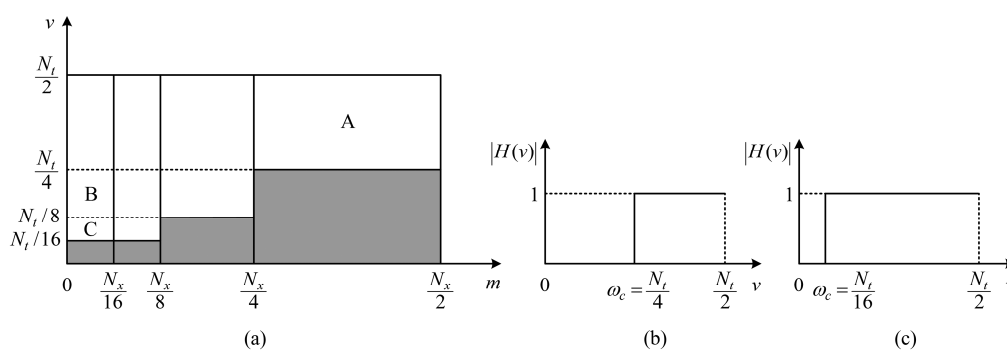 v
N_t/2
A
N_t/4
B
N_t/8
C
N_t/16
0 N_x/16 N_x/8 N_x/4 N_x/2 m
(a)
|H(v)|
1
0 ω_c = N_t/4 N_t/2 v
(b)
|H(v)|
1
0 ω_c = N_t/16 N_t/2
(c)